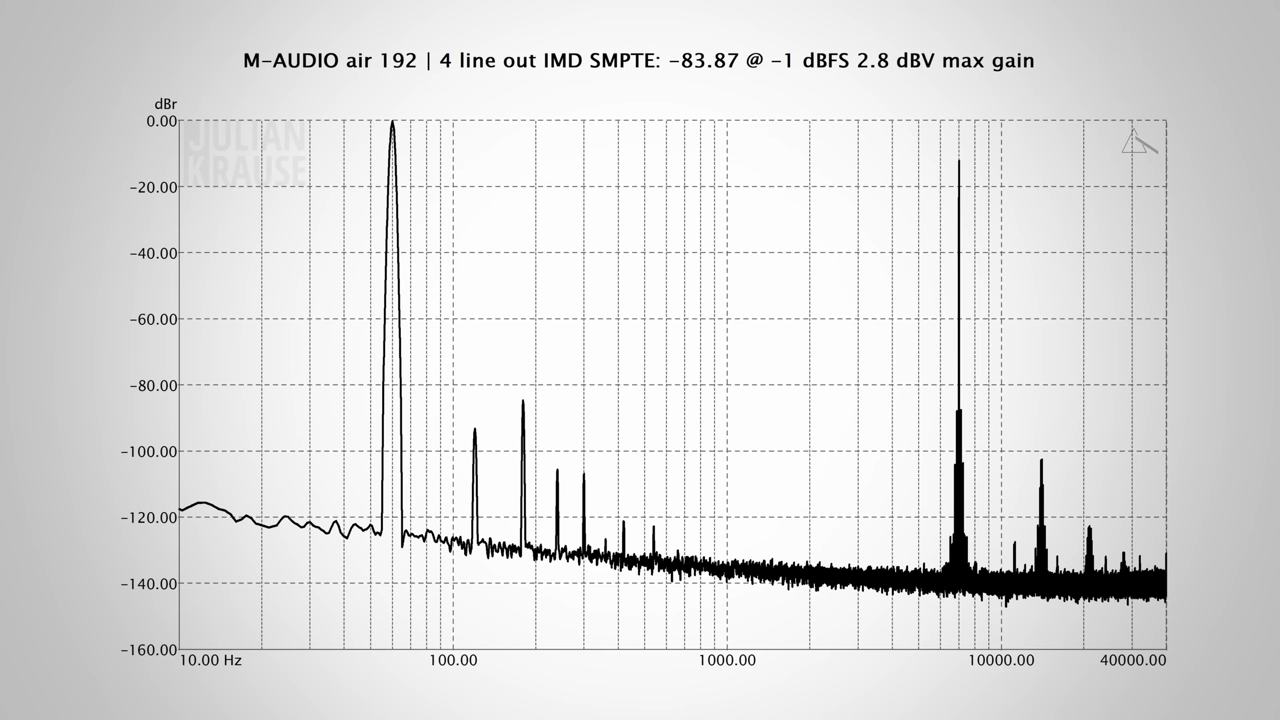 M-AUDIO air 192 | 4 line out IMD SMPTE: -83.87 @ -1 dBFS 2.8 dBV max gain
dBr
0.00
JULIAN
KRAUSE
-20.00
-40.00
-60.00
-80.00
-100.00
-120.00
-140.00
-160.00
10.00 Hz 100.00 1000.00 10000.00 40000.00